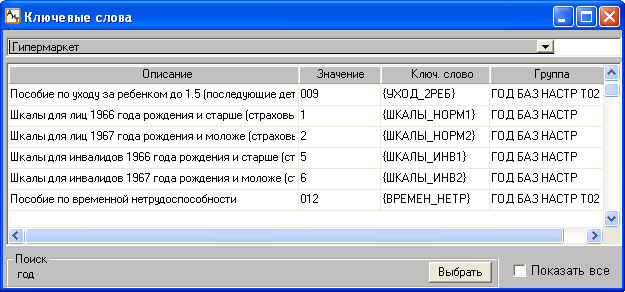 Ключевые слова
Гипермаркет
Описание Значение Ключ. слово Группа
Пособие по уходу за ребенком до 1.5 (последующие дет 009 {УХОД_2РЕБ} ГОД БАЗ НАСТР Т02
Шкалы для лиц 1966 года рождения и старше (страховь 1 {ШКАЛЫ_НОРМ1} ГОД БАЗ НАСТР
Шкалы для лиц 1967 года рождения и моложе (страховь 2 {ШКАЛЫ_НОРМ2} ГОД БАЗ НАСТР
Шкалы для инвалидов 1966 года рождения и старше (ст 5 {ШКАЛЫ_ИНВ1} ГОД БАЗ НАСТР
Шкалы для инвалидов 1967 года рождения и моложе (ст 6 {ШКАЛЫ_ИНВ2} ГОД БАЗ НАСТР
Пособие по временной нетрудоспособности 012 {ВРЕМЕН_НЕТР} ГОД БАЗ НАСТР Т02
Поиск
год Выбрать Показать все